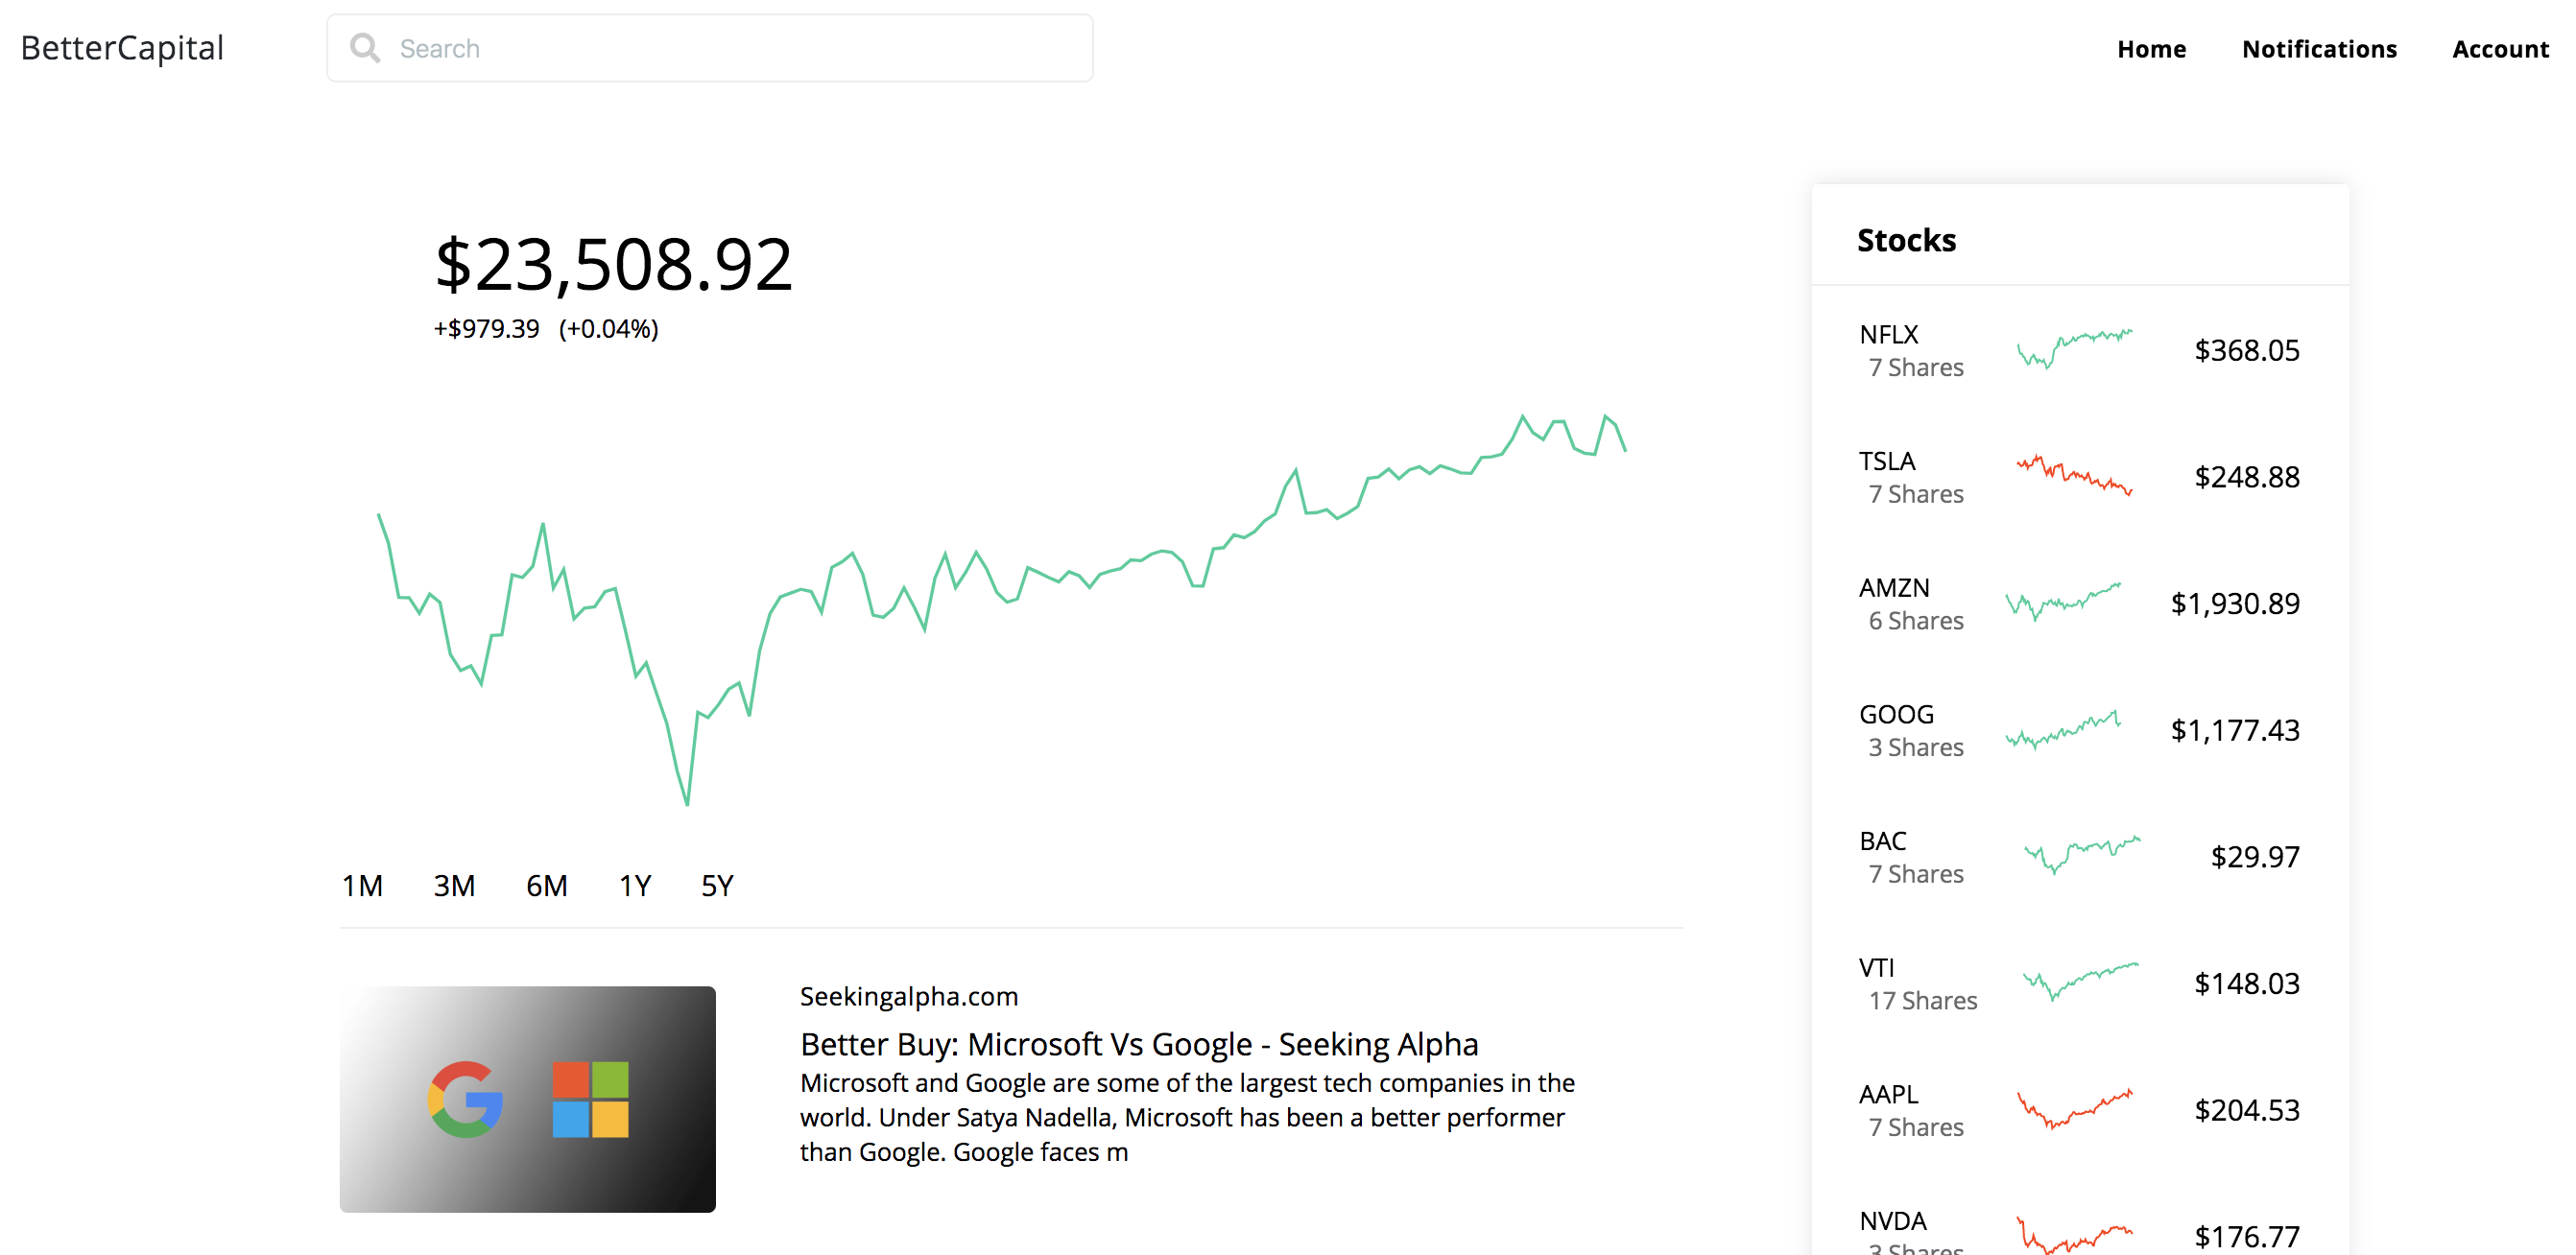 BetterCapital
Search
Home
Notifications
Account
$23,508.92
+$979.39 (+0.04%)
1M 3M 6M 1Y 5Y
Seekingalpha.com
Better Buy: Microsoft Vs Google - Seeking Alpha
Microsoft and Google are some of the largest tech companies in the
world. Under Satya Nadella, Microsoft has been a better performer
than Google. Google faces m
Stocks
NFLX
7 Shares
$368.05
TSLA
7 Shares
$248.88
AMZN
6 Shares
$1,930.89
GOOG
3 Shares
$1,177.43
BAC
7 Shares
$29.97
VTI
17 Shares
$148.03
AAPL
7 Shares
$204.53
NVDA
3 Shares
$176.77